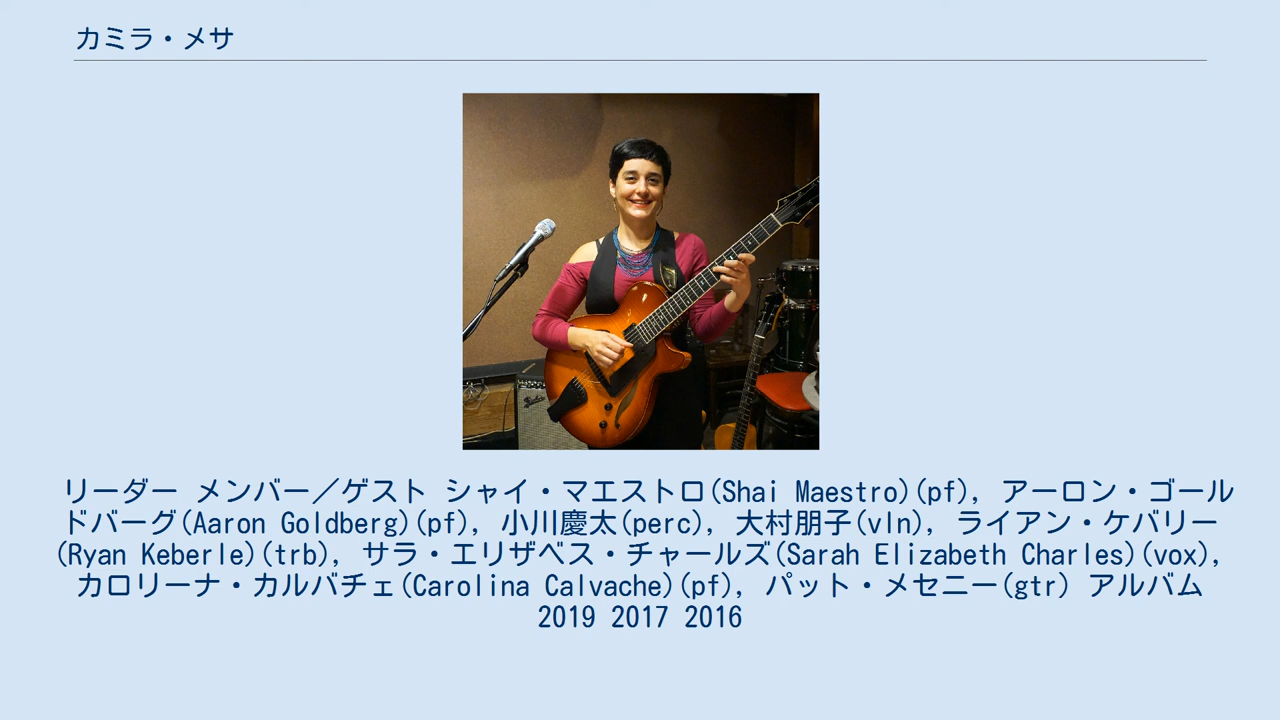 カミラ・メサ
リーダー メンバー／ゲスト シャイ・マエストロ(Shai Maestro)(pf), アーロン・ゴール
ドバーグ(Aaron Goldberg)(pf), 小川慶太(perc), 大村朋子(vln), ライアン・ケバリー
(Ryan Keberle)(trb), サラ・エリザベス・チャールズ(Sarah Elizabeth Charles)(vox),
カロリーナ・カルバチェ(Carolina Calvache)(pf), パット・メセニー(gtr) アルバム
2019 2017 2016